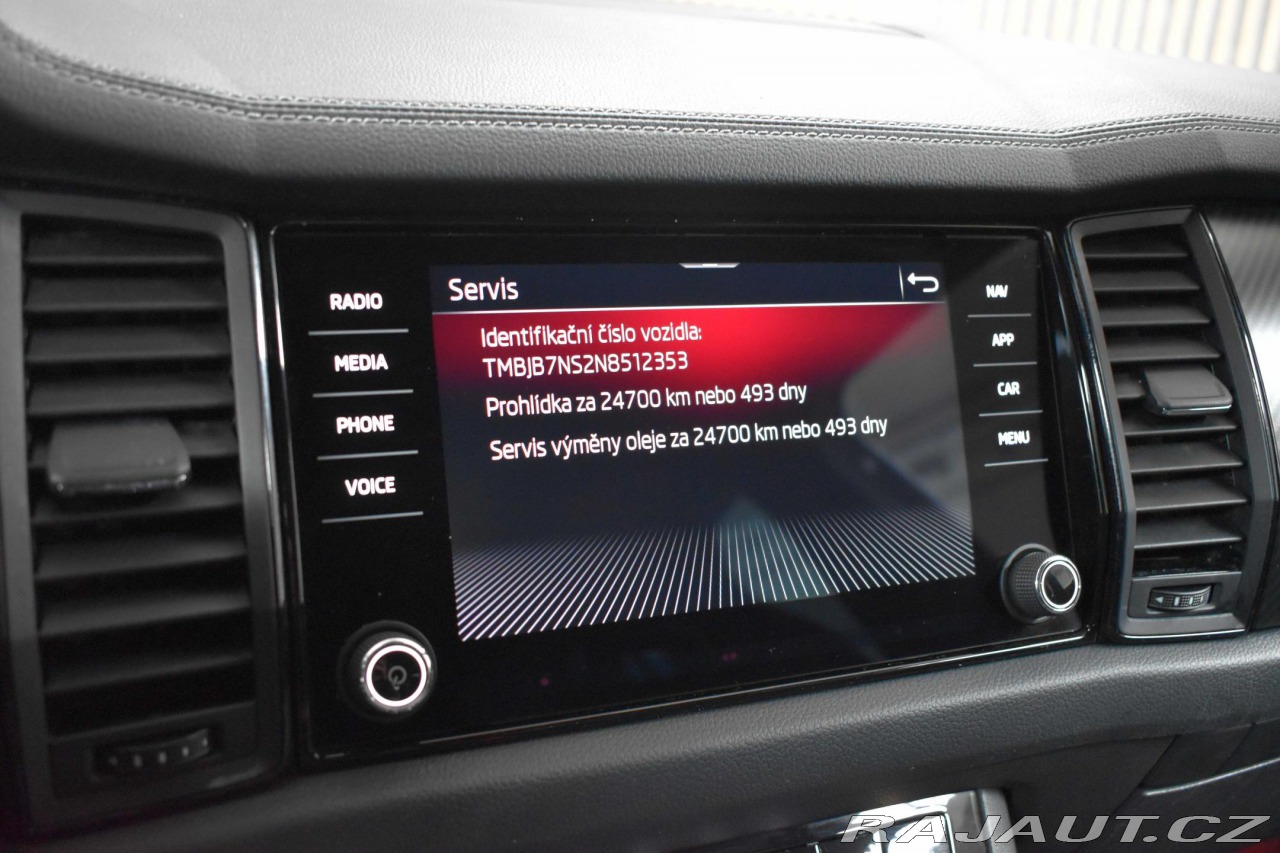 RADIO
MEDIA
PHONE
VOICE
Servis
Identifikační číslo vozidla:
TMBJB7NS2N8512353
Prohlídka za 24700 km nebo 493 dny
Servis výměny oleje za 24700 km nebo 493 dny
NAV
APP
CAR
MENU
RAJAUT.CZ